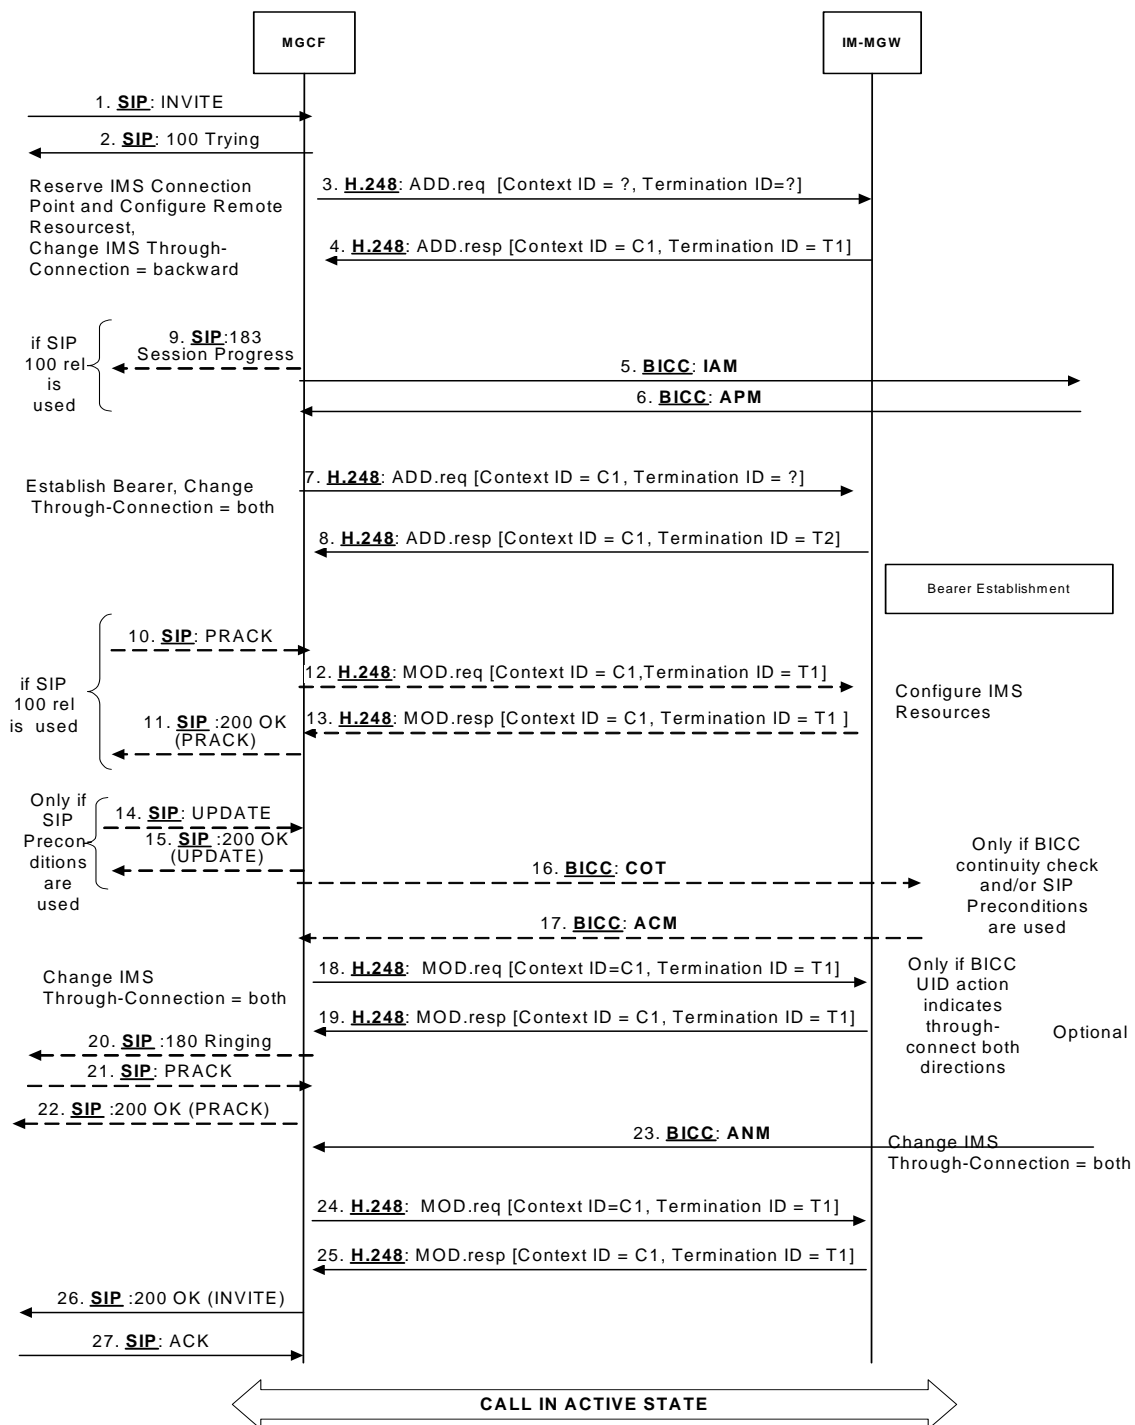 MGCF
IM-MGW
1. SIP: INVITE
2. SIP: 100 Trying
Reserve IMS Connection
Point and Configure Remote
Resourcest,
Change IMS Through-
Connection = backward
3. H.248: ADD.req [Context ID = ?, Termination ID=?]
4. H.248: ADD.resp [Context ID = C1, Termination ID = T1]
if SIP
100 rel
is
used
9. SIP:183
Session Progress
5. BICC: IAM
6. BICC: APM
Establish Bearer, Change
Through-Connection = both
7. H.248: ADD.req [Context ID = C1, Termination ID = ?]
8. H.248: ADD.resp [Context ID = C1, Termination ID = T2]
Bearer Establishment
if SIP
100 rel
is used
10. SIP: PRACK
12. H.248: MOD.req [Context ID = C1,Termination ID = T1]
11. SIP :200 OK
(PRACK)
13. H.248: MOD.resp [Context ID = C1, Termination ID = T1 ]
Configure IMS
Resources
Only if
SIP
Precon
ditions
are
used
14. SIP: UPDATE
15. SIP :200 OK
(UPDATE)
16. BICC: COT
Only if BICC
continuity check
and/or SIP
Preconditions
are used
17. BICC: ACM
Change IMS
Through-Connection = both
18. H.248: MOD.req [Context ID=C1, Termination ID = T1]
19. H.248: MOD.resp [Context ID = C1, Termination ID = T1]
Only if BICC
UID action
indicates
through-
connect both
directions
Optional
20. SIP :180 Ringing
21. SIP: PRACK
22. SIP :200 OK (PRACK)
23. BICC: ANM
Change IMS
Through-Connection = both
24. H.248: MOD.req [Context ID=C1, Termination ID = T1]
25. H.248: MOD.resp [Context ID = C1, Termination ID = T1]
26. SIP :200 OK (INVITE)
27. SIP: ACK
CALL IN ACTIVE STATE